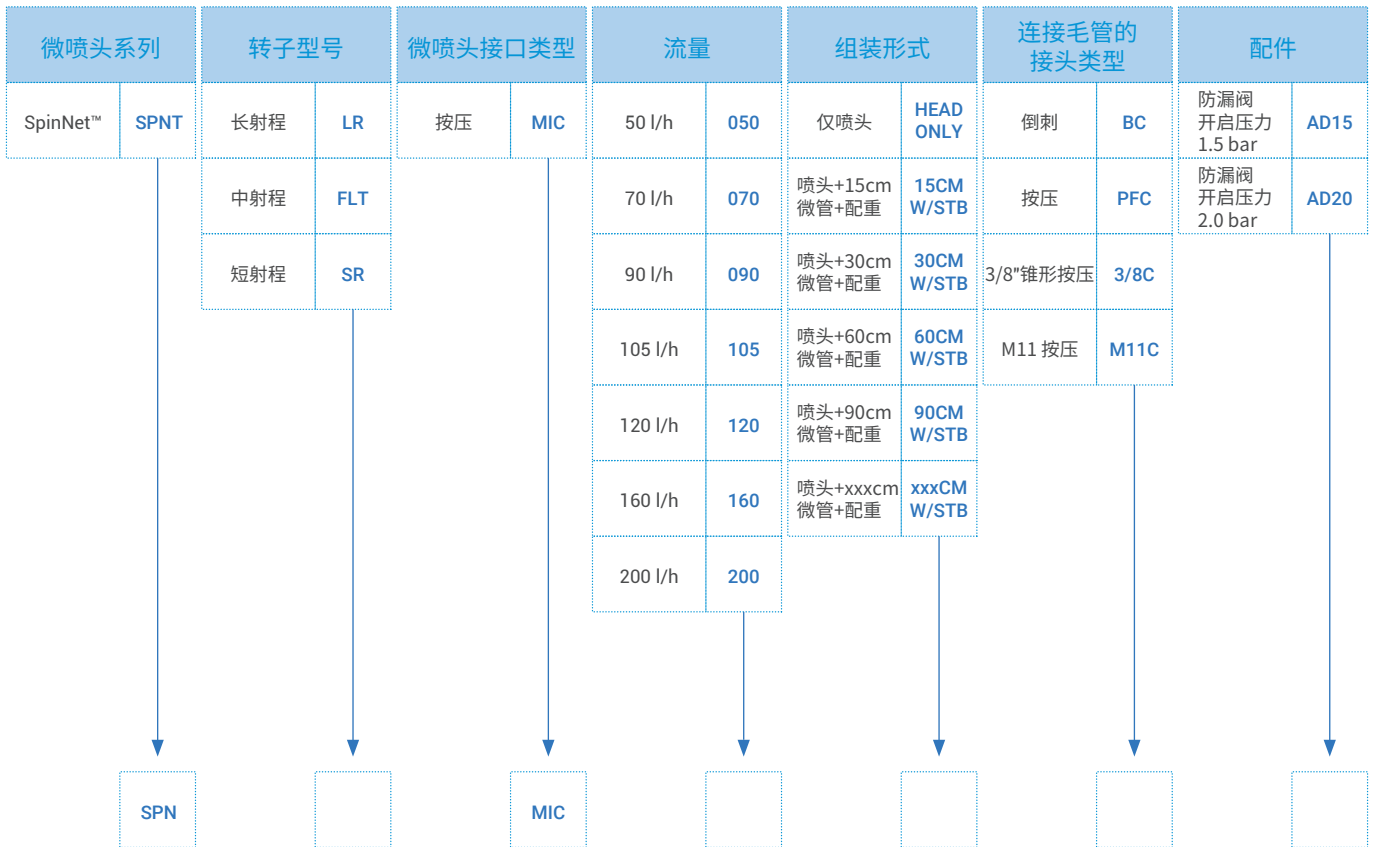 微喷头系列
转子型号
微喷头接口类型
流量
组装形式
连接毛管的
接头类型
配件
SpinNet™
SPNT
长射程
LR
按压
MIC
50 l/h
050
仅喷头
HEAD
ONLY
倒刺
BC
防漏阀
开启压力
1.5 bar
AD15
中射程
FLT
70 l/h
070
喷头+15cm
微管+配重
15CM
W/STB
按压
PFC
防漏阀
开启压力
2.0 bar
AD20
短射程
SR
90 l/h
090
喷头+30cm
微管+配重
30CM
W/STB
3/8"锥形按压
3/8C
105 l/h
105
喷头+60cm
微管+配重
60CM
W/STB
M11 按压
M11C
120 l/h
120
喷头+90cm
微管+配重
90CM
W/STB
160 l/h
160
喷头+xxxcm
微管+配重
xxxCM
W/STB
200 l/h
200
SPN
MIC